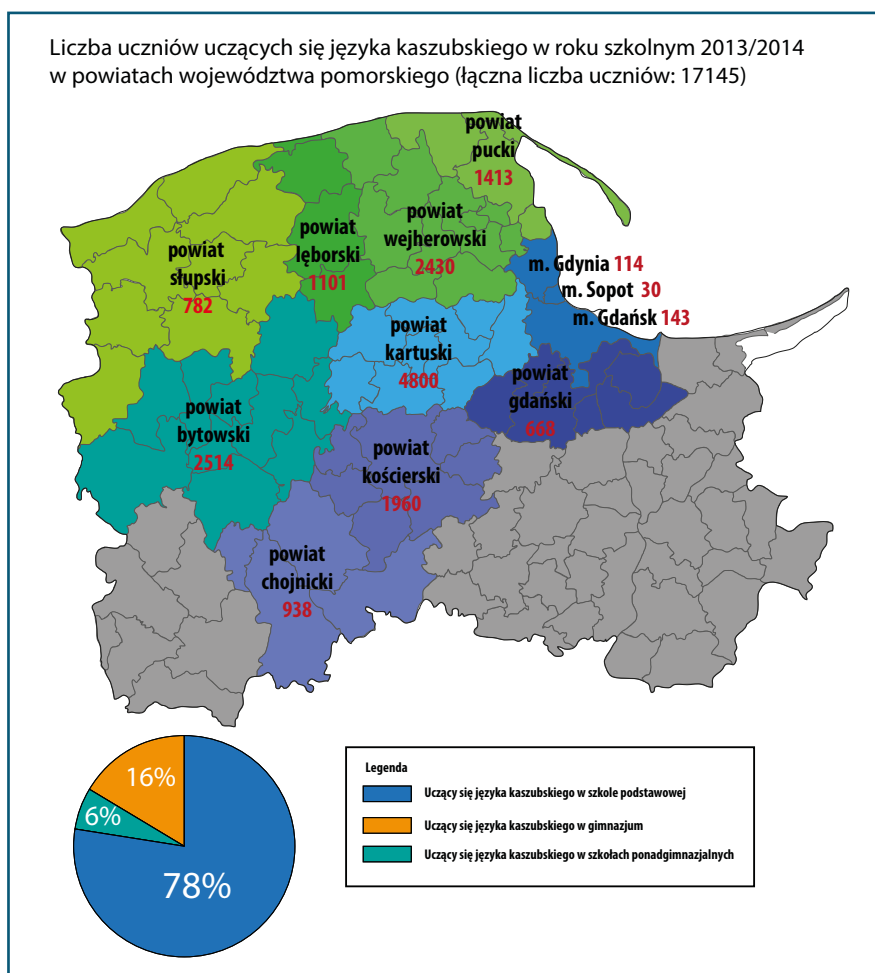 Liczba uczniów uczących się języka kaszubskiego w roku szkolnym 2013/2014
w powiatach województwa pomorskiego (łączna liczba uczniów: 17145)
powiat
pucki
1413
powiat
wejherowski
2430
powiat
lęborski
1101
powiat
słupski
782
m. Gdynia 114
m. Sopot 30
m. Gdańsk 143
powiat
kartuski
4800
powiat
gdański
668
powiat
bytowski
2514
powiat
kościerski
1960
powiat
chojnicki
938
16%
6%
78%
Legenda
Uczący się języka kaszubskiego w szkole podstawowej
Uczący się języka kaszubskiego w gimnazjum
Uczący się języka kaszubskiego w szkołach ponadgimnazjalnych